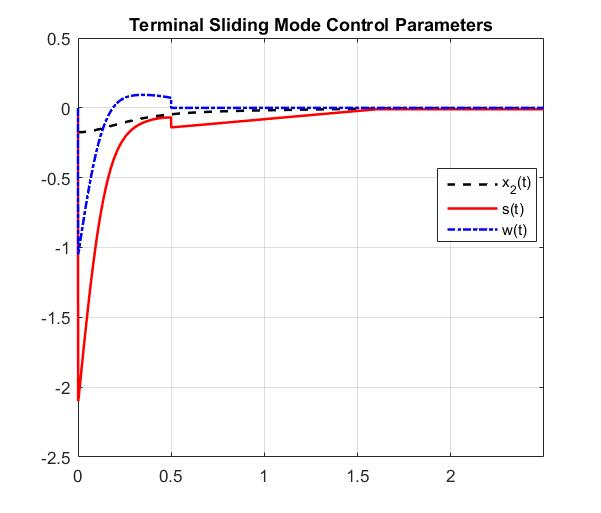 Terminal Sliding Mode Control Parameters
0.5
0
-0.5
-1
-1.5
-2
-2.5
0 0.5 1 1.5 2
x2(t)
s(t)
w(t)